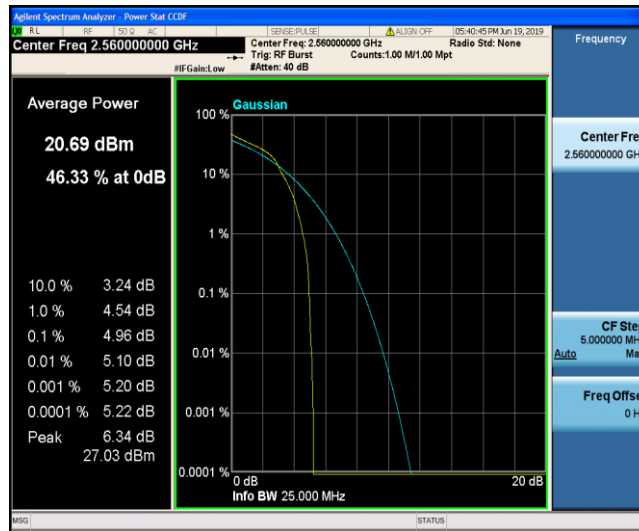 Agilent Spectrum Analyzer - Power Stat CCDF
RL RF 50 Ω AC SENSE:PULSE ALIGN OFF 05:40:45 PM Jun 19, 2019
Center Freq 2.560000000 GHz
Center Freq: 2.560000000 GHz Radio Std: None
Trig: RF Burst Counts:1.00 M/1.00 Mpt
#IFGain:Low #Atten: 40 dB
Frequency
Average Power
20.69 dBm
46.33 % at 0dB
10.0 % 3.24 dB
1.0 % 4.54 dB
0.1 % 4.96 dB
0.01 % 5.10 dB
0.001 % 5.20 dB
0.0001 % 5.22 dB
Peak 6.34 dB
27.03 dBm
Gaussian
100 %
10 %
1 %
0.1 %
0.01 %
0.001 %
0.0001 %
0 dB 20 dB
Info BW 25.000 MHz
Center Fre
2.560000000 GH
CF Ste
5.000000 MH
Auto Ma
Freq Offse
0 H
MSG STATUS